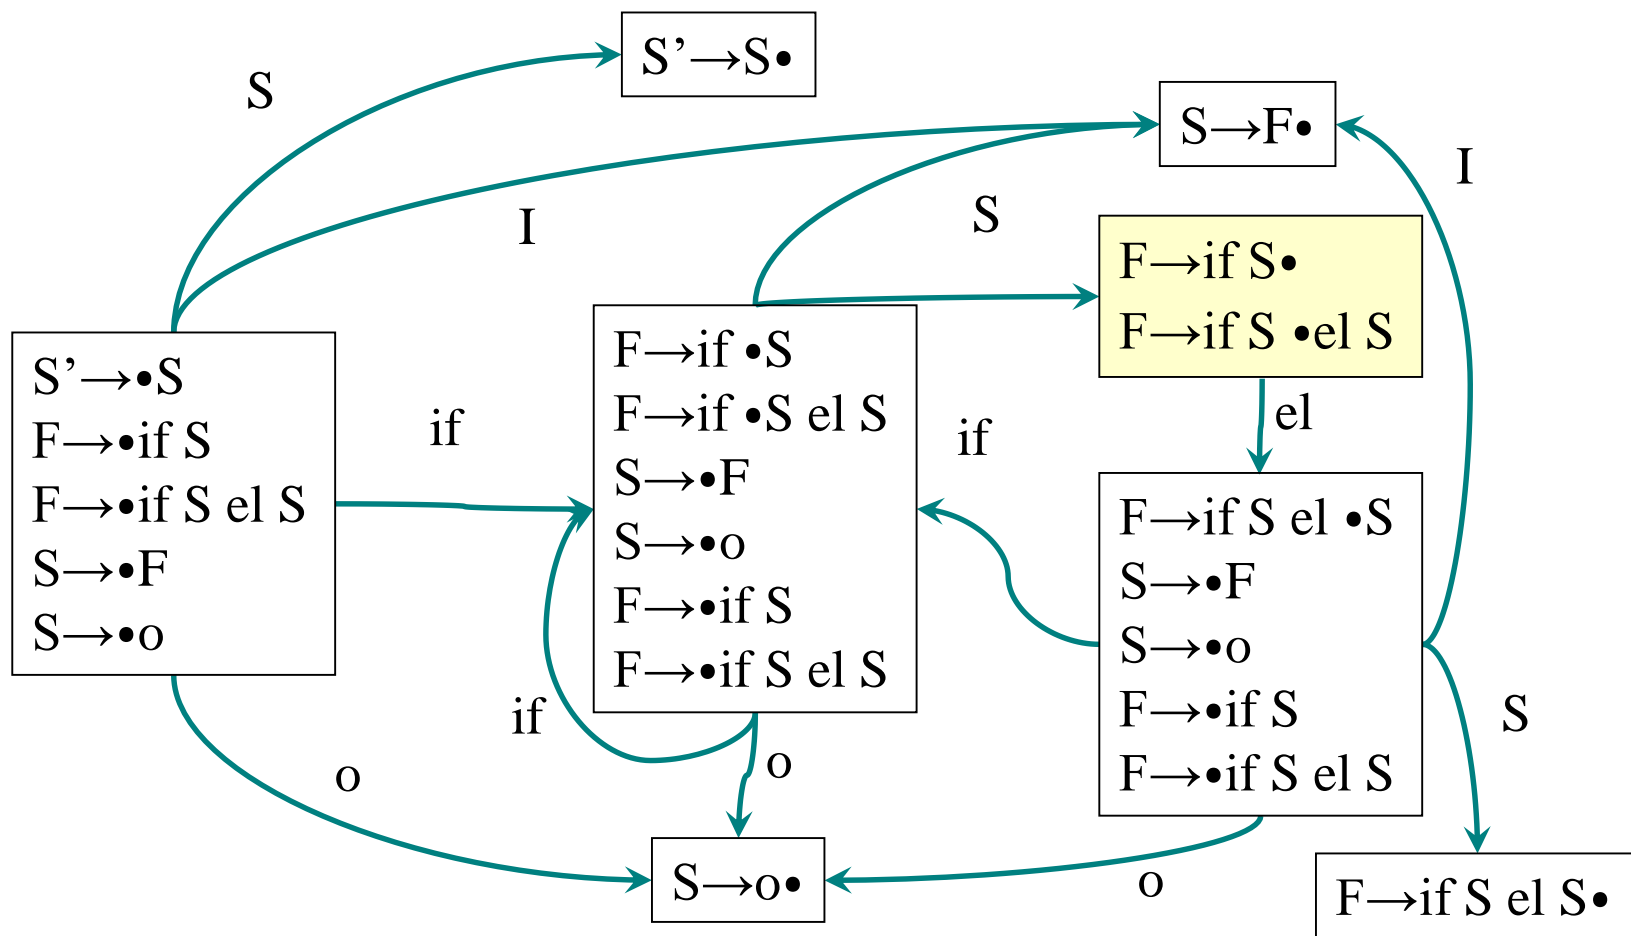 S’→S•
S
S→F•
I
I
S
F→if S•
F→if S •el S
S’→•S
F→•if S
F→•if S el S
S→•F
S→•o
if
F→if •S
F→if •S el S
S→•F
S→•o
F→•if S
F→•if S el S
if
el
F→if S el •S
S→•F
S→•o
F→•if S
F→•if S el S
if
S
o
o
S→o•
o
F→if S el S•